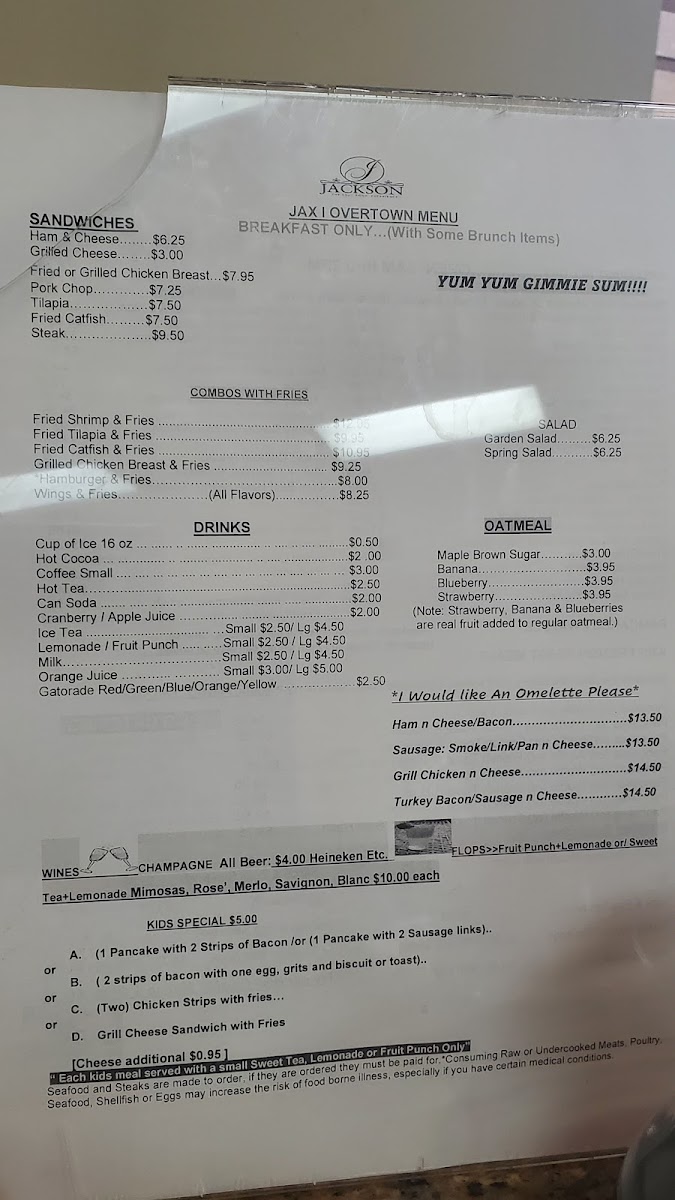 J
JACKSON
JAX I OVERTOWN MENU
BREAKFAST ONLY...(With Some Brunch Items)
YUM YUM GIMMIE SUM!!!!
SANDWICHES
Ham & Cheese........$6.25
Grilled Cheese........$3.00
Fried or Grilled Chicken Breast...$7.95
Pork Chop............$7.25
Tilapia..................$7.50
Fried Catfish.........$7.50
Steak....................$9.50
COMBOS WITH FRIES
Fried Shrimp & Fries ........................................
Fried Tilapia & Fries ........................................ $9.95
Fried Catfish & Fries ........................................ $10.95
Grilled Chicken Breast & Fries ........................... $9.25
*Hamburger & Fries...........................................$8.00
Wings & Fries.....................(All Flavors)...............$8.25
SALAD
Garden Salad.........$6.25
Spring Salad..........$6.25
DRINKS
Cup of Ice 16 oz ... ....... .. ...... ... .... ... .. .... ..........$0.50
Hot Cocoa ... ............. ... ............ .... ... ... .... ........$2 .00
Coffee Small .... ... ... ... ... ... ... ... ... .... ... ... ... .....$3.00
Hot Tea..............................................................$2.50
Can Soda ............. .............. ....... ...... ... ... .........$2.00
Cranberry / Apple Juice .......................................$2.00
Ice Tea ............................... ...Small $2.50/ Lg $4.50
Lemonade / Fruit Punch ..... .....Small $2.50 / Lg $4.50
Milk.......................................Small $2.50 / Lg $4.50
Orange Juice ............ ............ Small $3.00/ Lg $5.00
Gatorade Red/Green/Blue/Orange/Yellow .................$2.50
OATMEAL
Maple Brown Sugar...........$3.00
Banana............................$3.95
Blueberry..........................$3.95
Strawberry........................$3.95
(Note: Strawberry, Banana & Blueberries
are real fruit added to regular oatmeal.)
*I Would like An Omelette Please*
Ham n Cheese/Bacon.............................$13.50
Sausage: Smoke/Link/Pan n Cheese.........$13.50
Grill Chicken n Cheese...........................$14.50
Turkey Bacon/Sausage n Cheese............$14.50
WINES CHAMPAGNE All Beer: $4.00 Heineken Etc. FLOPS>>Fruit Punch+Lemonade or/ Sweet
Tea+Lemonade Mimosas, Rose', Merlo, Savignon, Blanc $10.00 each
KIDS SPECIAL $5.00
A. (1 Pancake with 2 Strips of Bacon /or (1 Pancake with 2 Sausage links)..
or
B. ( 2 strips of bacon with one egg, grits and biscuit or toast)..
or
C. (Two) Chicken Strips with fries...
or
D. Grill Cheese Sandwich with Fries
[Cheese additional $0.95 ]
" Each kids meal served with a small Sweet Tea, Lemonade or Fruit Punch Only"
Seafood and Steaks are made to order, if they are ordered they must be paid for.*Consuming Raw or Undercooked Meats, Poultry,
Seafood, Shellfish or Eggs may increase the risk of food borne illness, especially if you have certain medical conditions.